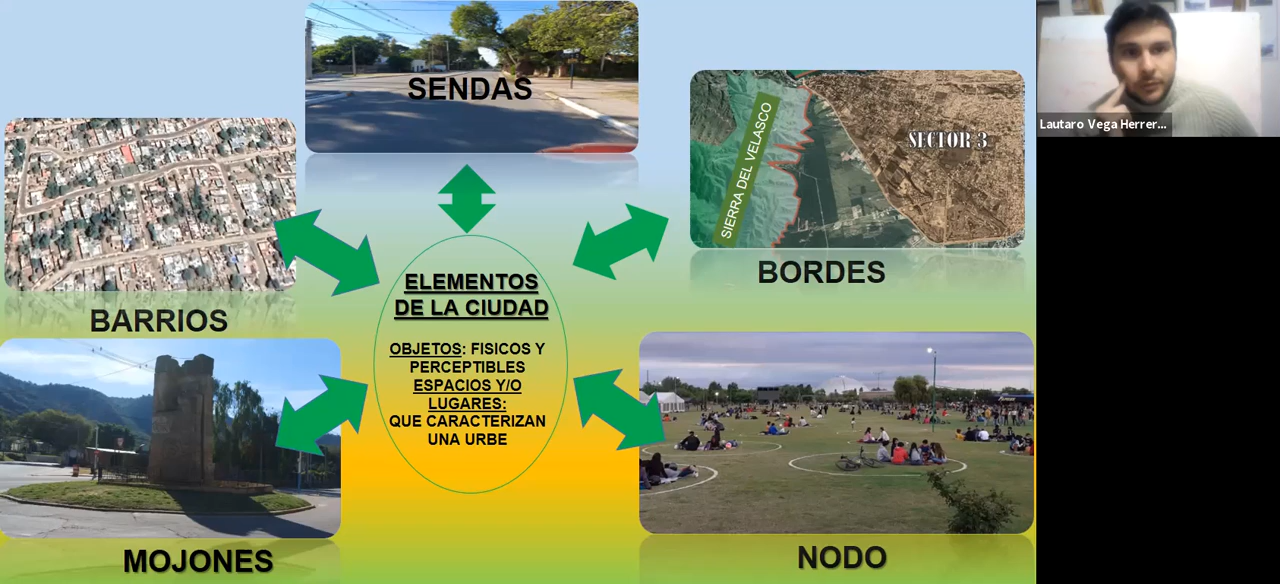 SENDAS
Lautaro Vega Herrer...
SIERRA DEL VELASCO
SECTOR 3
BORDES
BARRIOS
ELEMENTOS
DE LA CIUDAD
OBJETOS: FISICOS Y
PERCEPTIBLES
ESPACIOS Y/O
LUGARES:
QUE CARACTERIZAN
UNA URBE
MOJONES
NODO